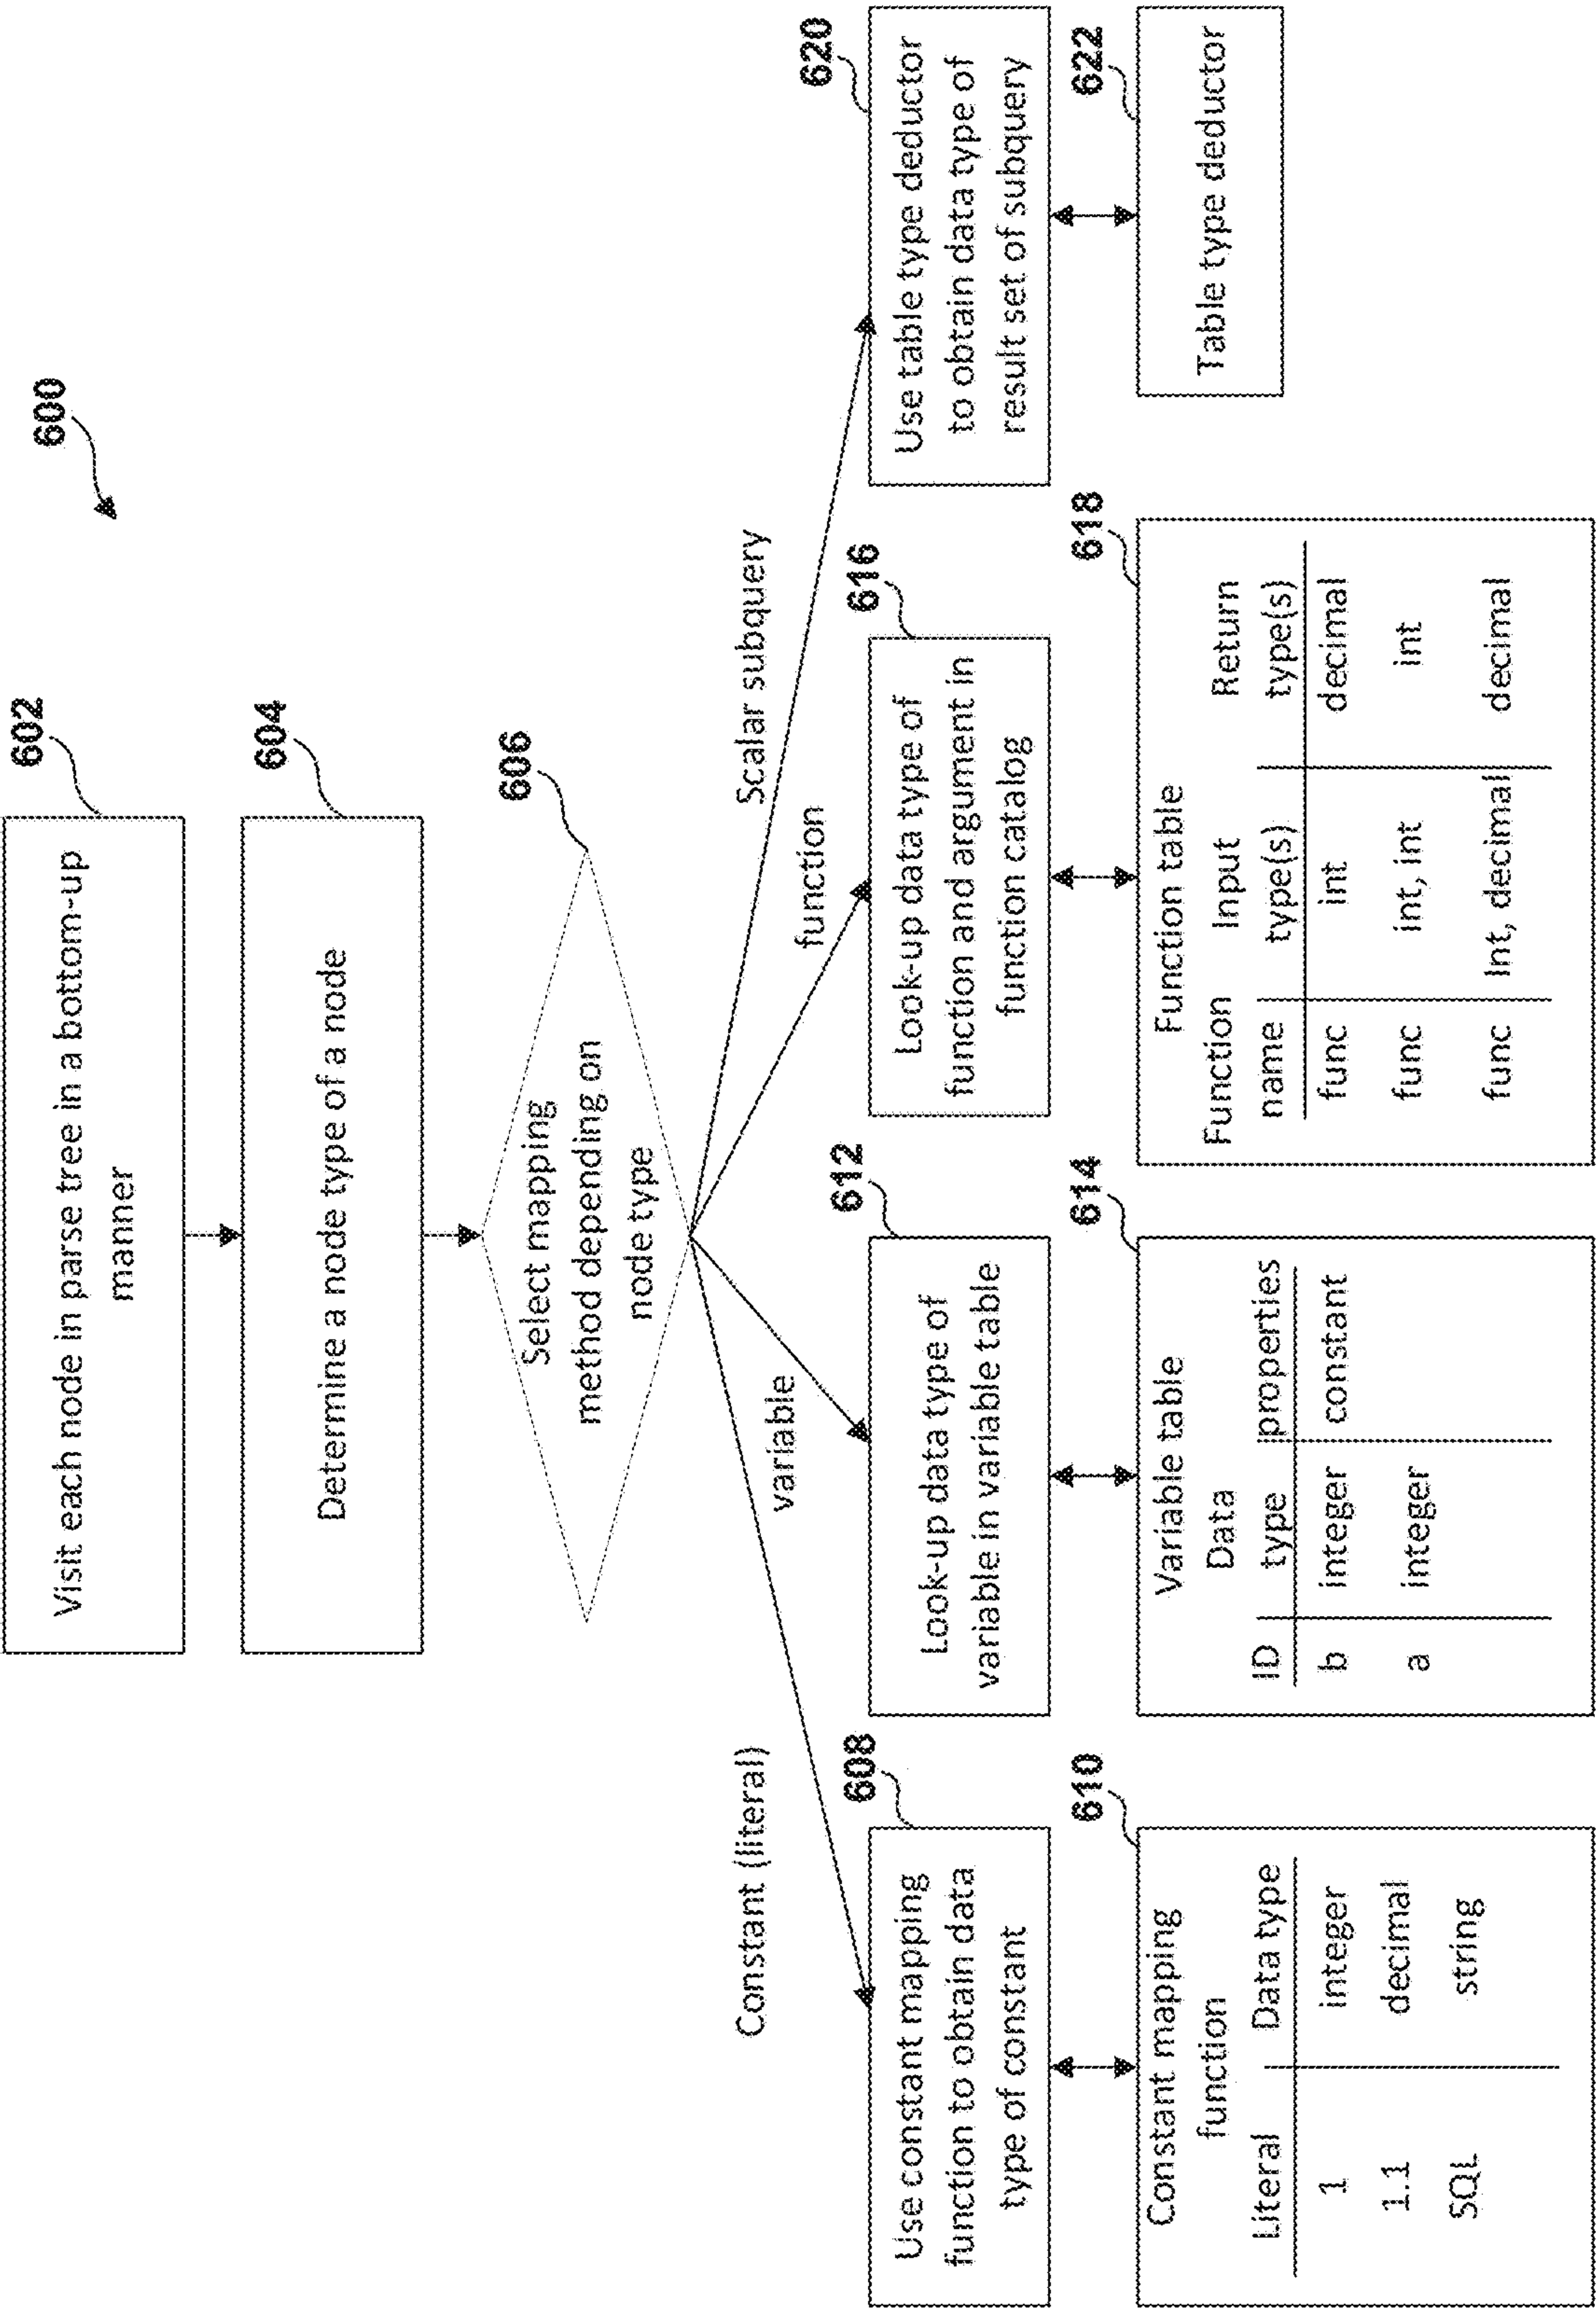 600
602
Visit each node in parse tree in a bottom-up
manner
604
Determine a node type of a node
606
Select mapping
method depending on
node type
Constant (literal)
variable
function
Scalar subquery
608
Use constant mapping
function to obtain data
type of constant
612
Look-up data type of
variable in variable table
616
Look-up data type of
function and argument in
function catalog
620
Use table type deductor
to obtain data type of
result set of subquery
610
Constant mapping
function
Literal Data type
1 integer
1.1 decimal
SQL string
614
Variable table
Data
ID type properties
b integer constant
a integer
618
Function table
Function Input Return
name type(s) type(s)
func int decimal
func int, int int
func Int, decimal decimal
622
Table type deductor